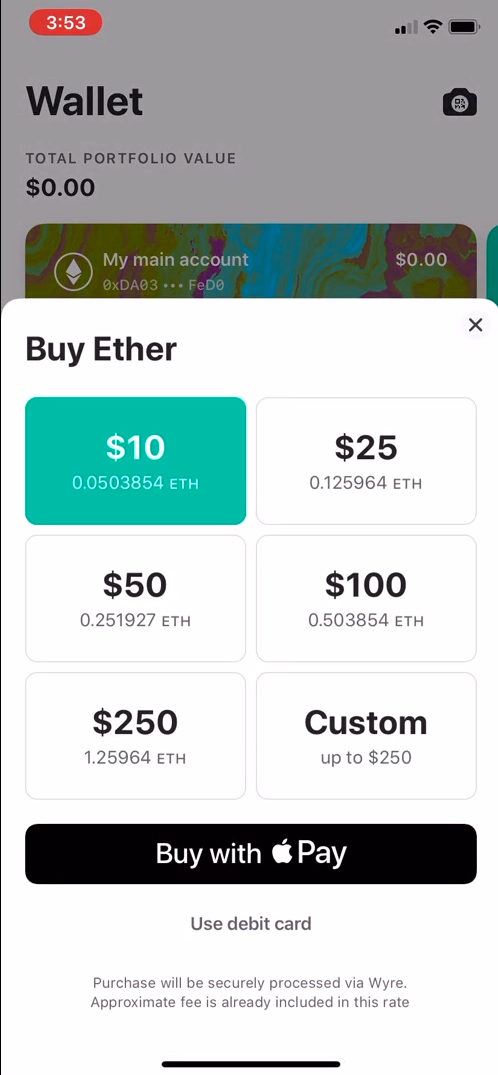 3:53
Wallet
TOTAL PORTFOLIO VALUE
$0.00
My main account $0.00
0xDA03 ••• FeD0
Buy Ether
$10 $25
0.0503854 ETH 0.125964 ETH
$50 $100
0.251927 ETH 0.503854 ETH
$250 Custom
1.25964 ETH up to $250
Buy with Pay
Use debit card
Purchase will be securely processed via Wyre.
Approximate fee is already included in this rate